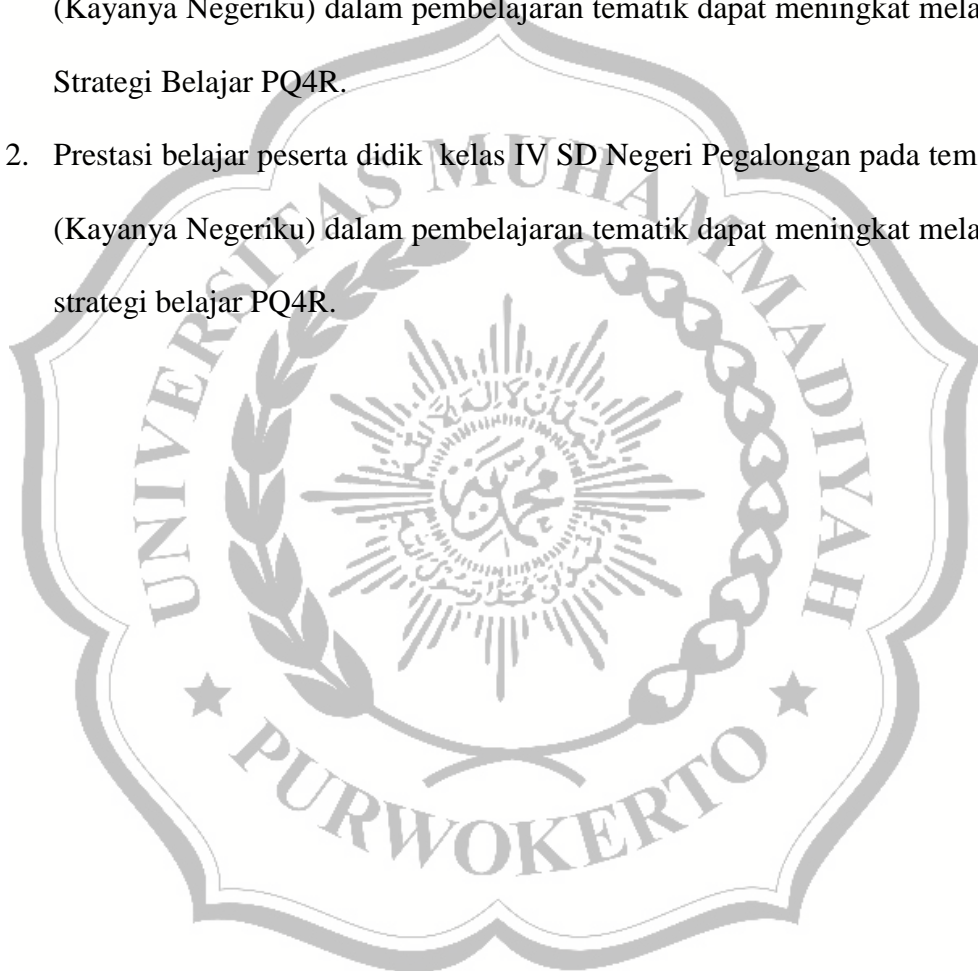 (Kayanya Negeriku) dalam pembelajaran tematik dapat meningkat mela
Strategi Belajar PQ4R.
2. Prestasi belajar peserta didik kelas IV SD Negeri Pegalongan pada tem
(Kayanya Negeriku) dalam pembelajaran tematik dapat meningkat mela
strategi belajar PQ4R.
UNIVERSITAS MUHAMMADIYAH
PURWOKERTO